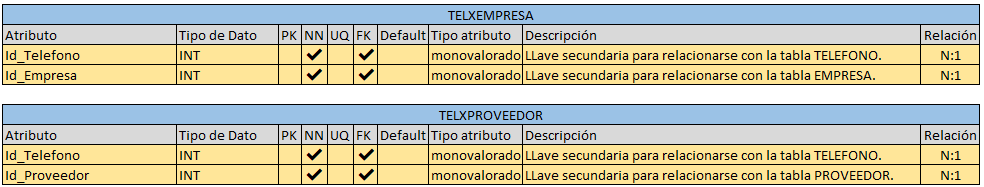 TELXEMPRESA
Atributo Tipo de Dato PK NN UQ FK Default Tipo atributo Descripción Relación
Id_Telefono INT ✔ ✔ monovalorado LLave secundaria para relacionarse con la tabla TELEFONO. N:1
Id_Empresa INT ✔ ✔ monovalorado LLave secundaria para relacionarse con la tabla EMPRESA. N:1
TELXPROVEEDOR
Atributo Tipo de Dato PK NN UQ FK Default Tipo atributo Descripción Relación
Id_Telefono INT ✔ ✔ monovalorado LLave secundaria para relacionarse con la tabla TELEFONO. N:1
Id_Proveedor INT ✔ ✔ monovalorado LLave secundaria para relacionarse con la tabla PROVEEDOR. N:1